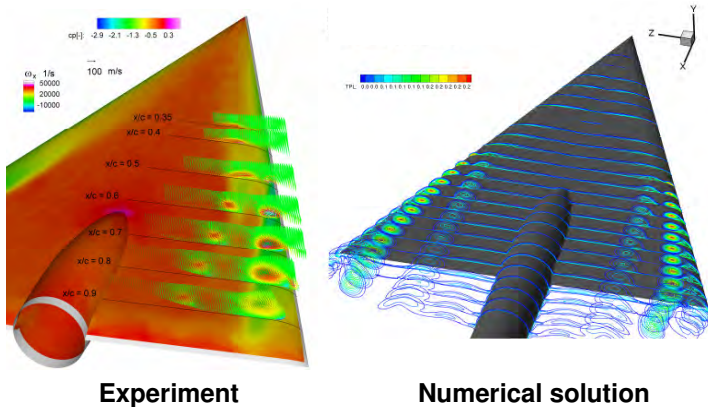 cp[-]:
-2.9 -2.1 -1.3 -0.5 0.3
ωx 1/s
50000
20000
-10000
100 m/s
x/c = 0.35
x/c = 0.4
x/c = 0.5
x/c = 0.6
x/c = 0.7
x/c = 0.8
x/c = 0.9
Experiment
Y
Z
X
TPL
Numerical solution